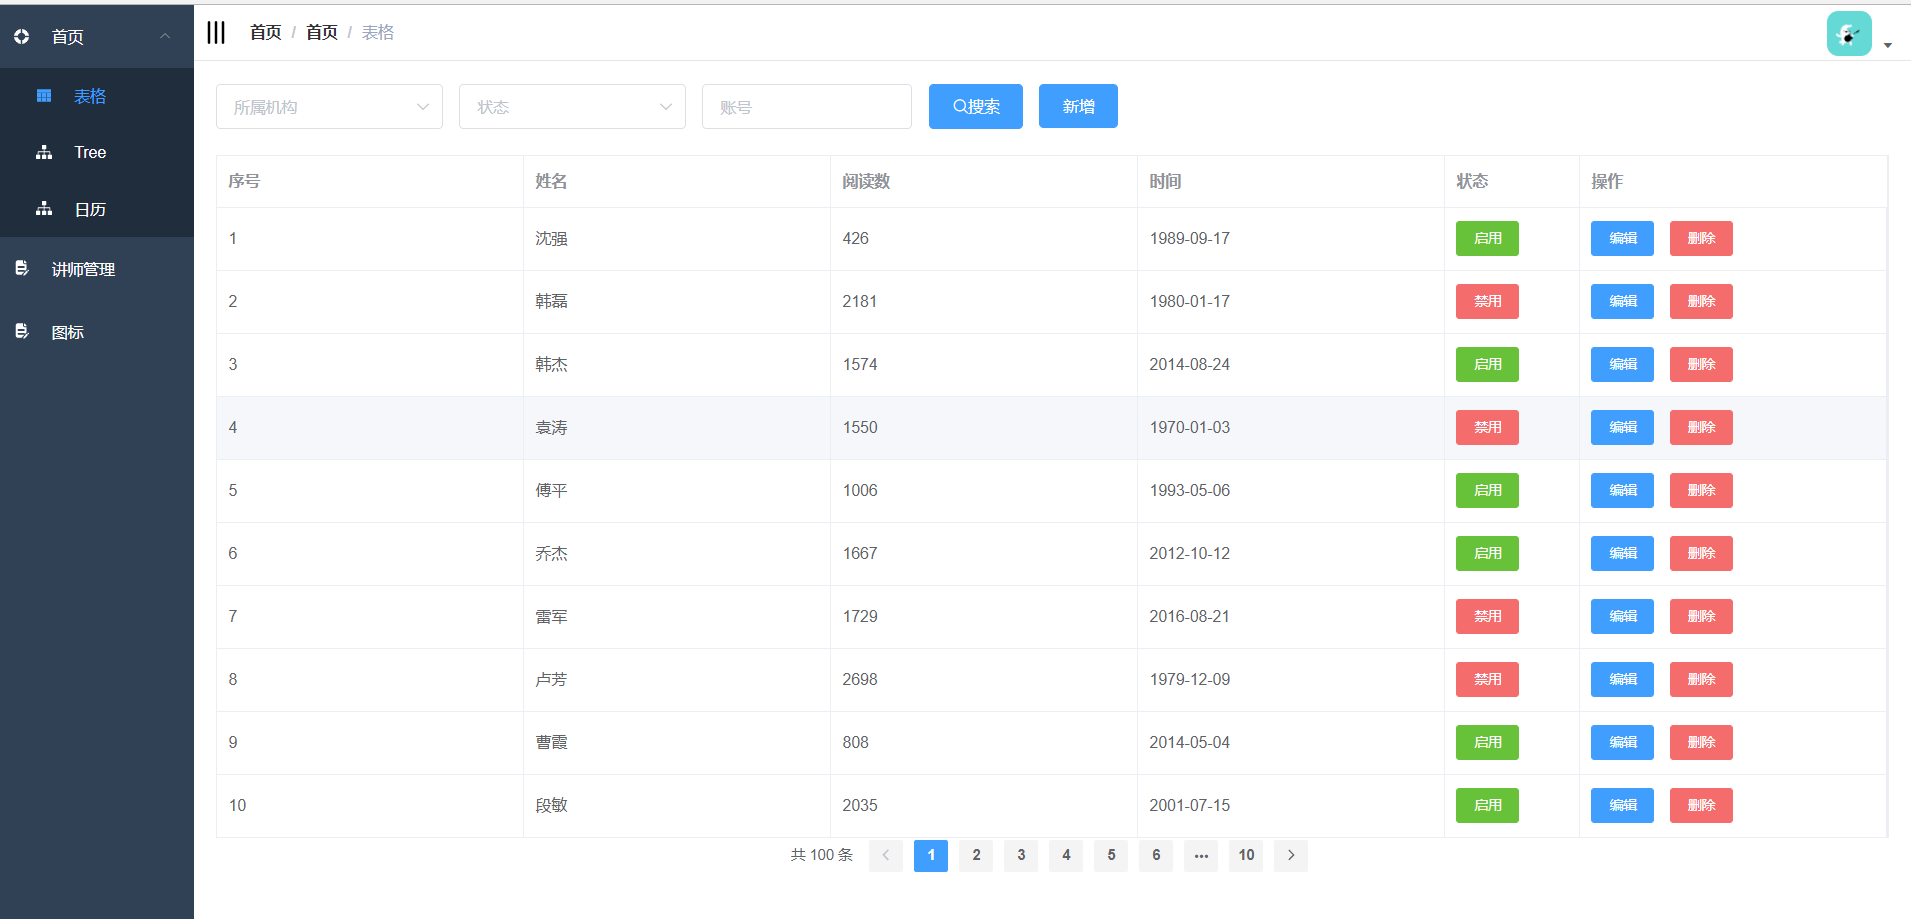 首页
表格
Tree
日历
讲师管理
图标
首页 / 首页 / 表格
所属机构 状态 账号 搜索 新增
序号 姓名 阅读数 时间 状态 操作
1 沈强 426 1989-09-17 启用 编辑 删除
2 韩磊 2181 1980-01-17 禁用 编辑 删除
3 韩杰 1574 2014-08-24 启用 编辑 删除
4 袁涛 1550 1970-01-03 禁用 编辑 删除
5 傅平 1006 1993-05-06 启用 编辑 删除
6 乔杰 1667 2012-10-12 启用 编辑 删除
7 雷军 1729 2016-08-21 禁用 编辑 删除
8 卢芳 2698 1979-12-09 禁用 编辑 删除
9 曹霞 808 2014-05-04 启用 编辑 删除
10 段敏 2035 2001-07-15 启用 编辑 删除
共 100 条 1 2 3 4 5 6 ... 10